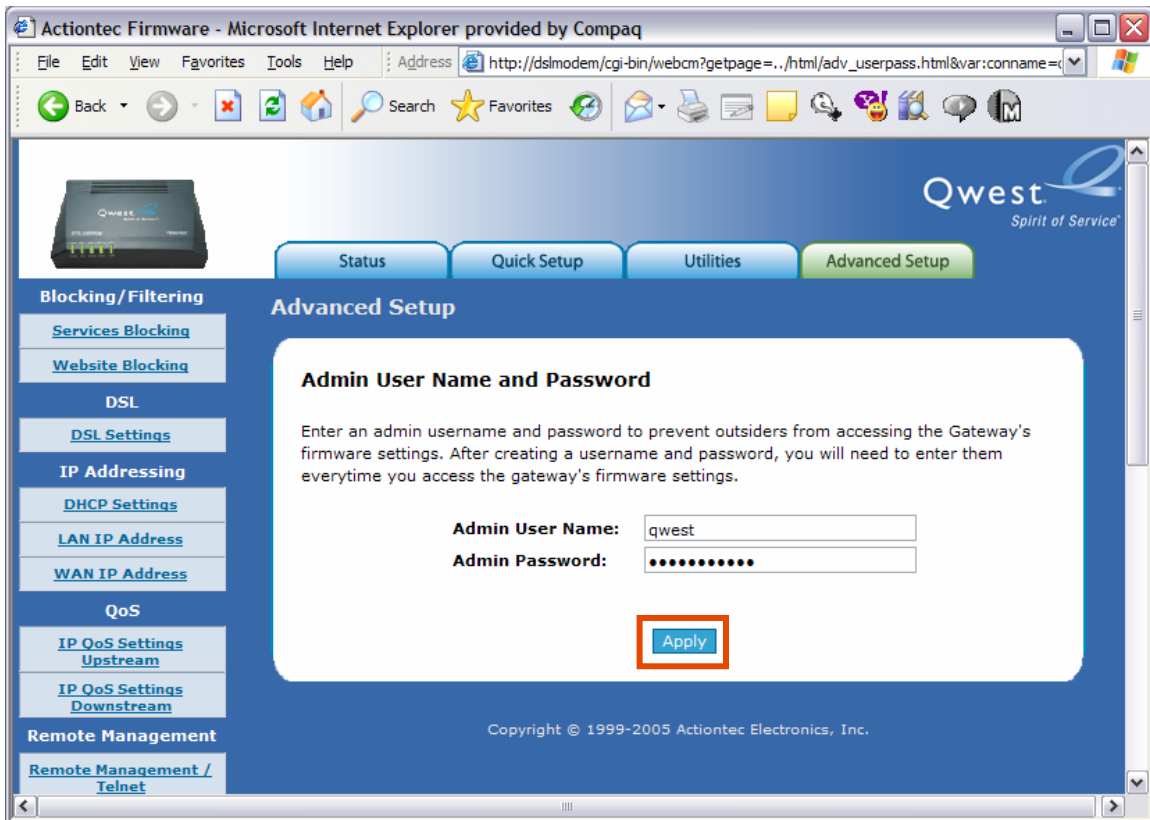 Actiontec Firmware - Microsoft Internet Explorer provided by Compaq
File Edit View Favorites Tools Help Address http://dslmodem/cgi-bin/webcm?getpage=../html/adv_userpass.html&var:conname=
Back Search Favorites
Qwest
Qwest.
Spirit of Service
Status Quick Setup Utilities Advanced Setup
Blocking/Filtering
Services Blocking
Website Blocking
DSL
DSL Settings
IP Addressing
DHCP Settings
LAN IP Address
WAN IP Address
QoS
IP QoS Settings
Upstream
IP QoS Settings
Downstream
Remote Management
Remote Management /
Telnet
Advanced Setup
Admin User Name and Password
Enter an admin username and password to prevent outsiders from accessing the Gateway's
firmware settings. After creating a username and password, you will need to enter them
everytime you access the gateway's firmware settings.
Admin User Name: qwest
Admin Password: •••••••••••
Apply
Copyright © 1999-2005 Actiontec Electronics, Inc.